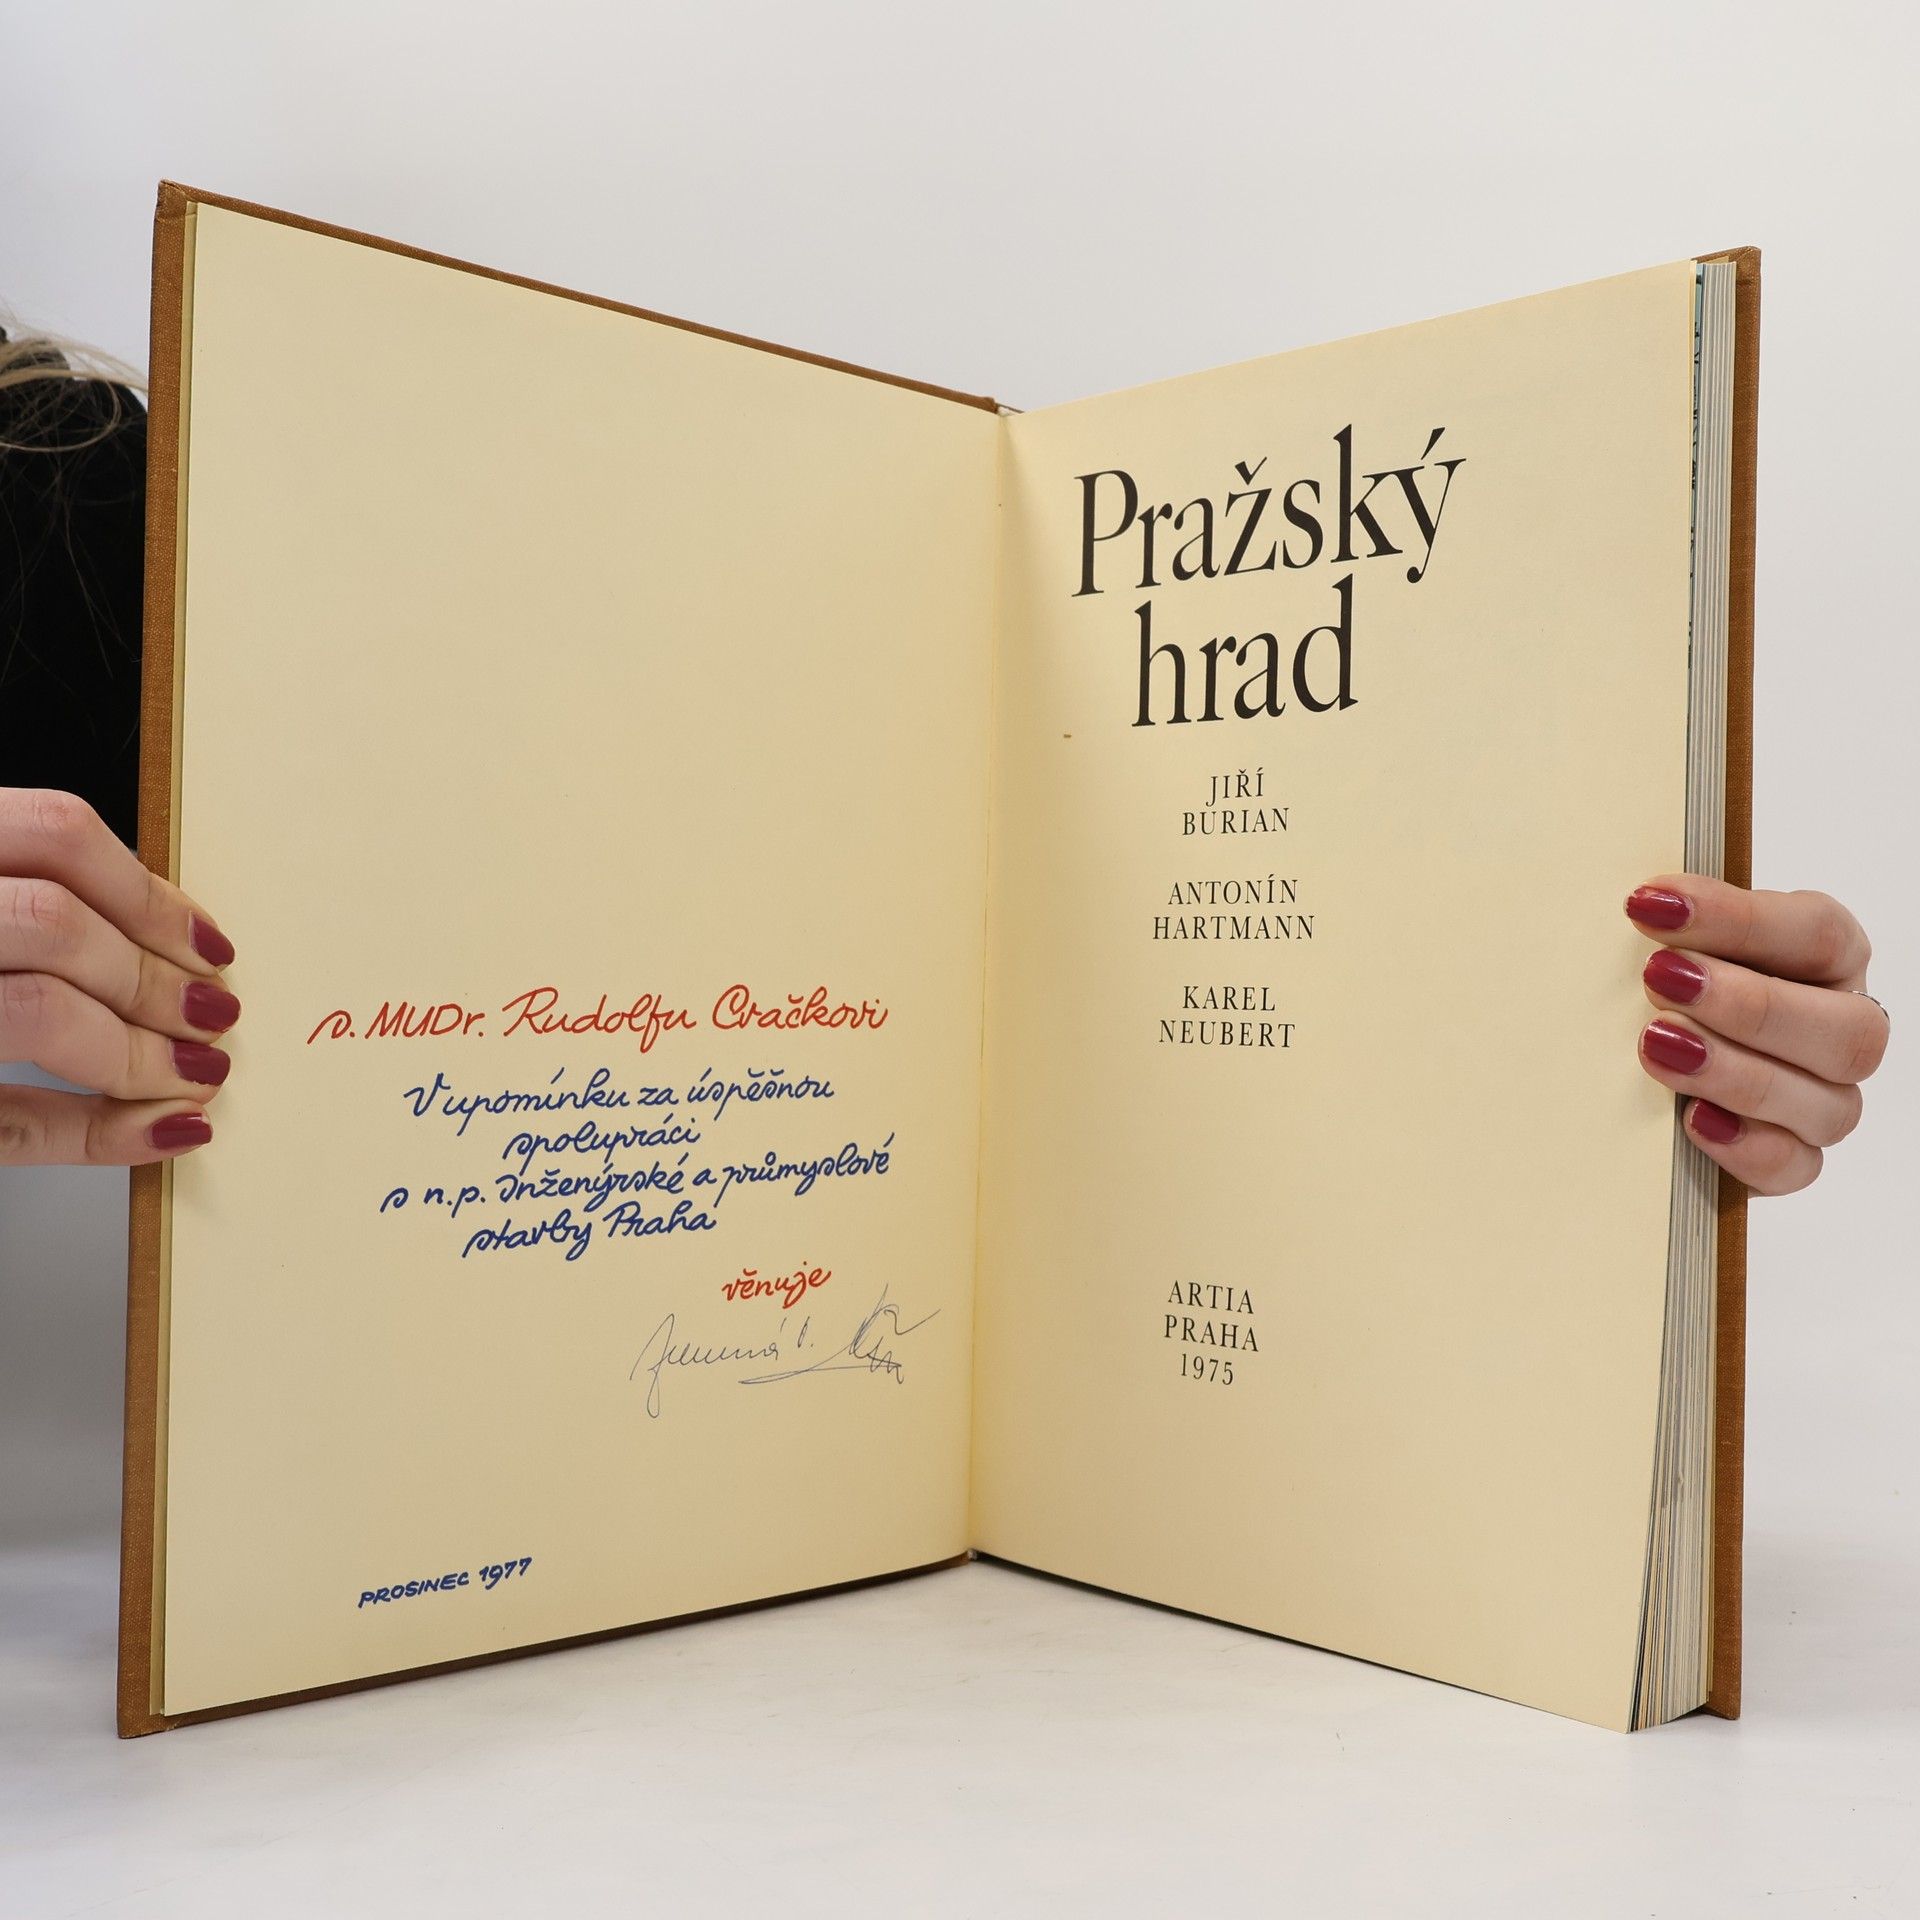 s. MUDr. Rudolfu Cvačkovi
V upomínku za úspěšnou
spolupráci
s n.p. Inženýrské a průmyslové
stavby Praha
věnuje
PROSINEC 1977
Pražský
hrad
JIŘÍ
BURIAN
ANTONÍN
HARTMANN
KAREL
NEUBERT
ARTIA
PRAHA
1975